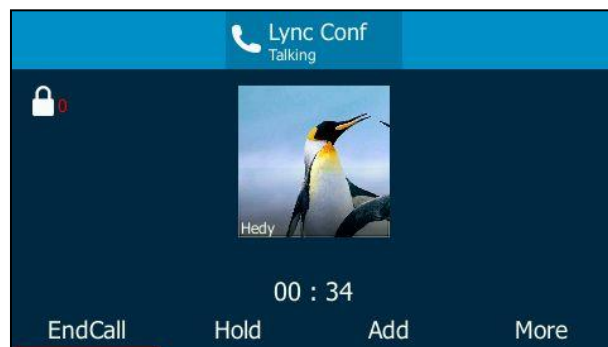 Lync Conf
Talking
0
Hedy
00 : 34
EndCall Hold Add More